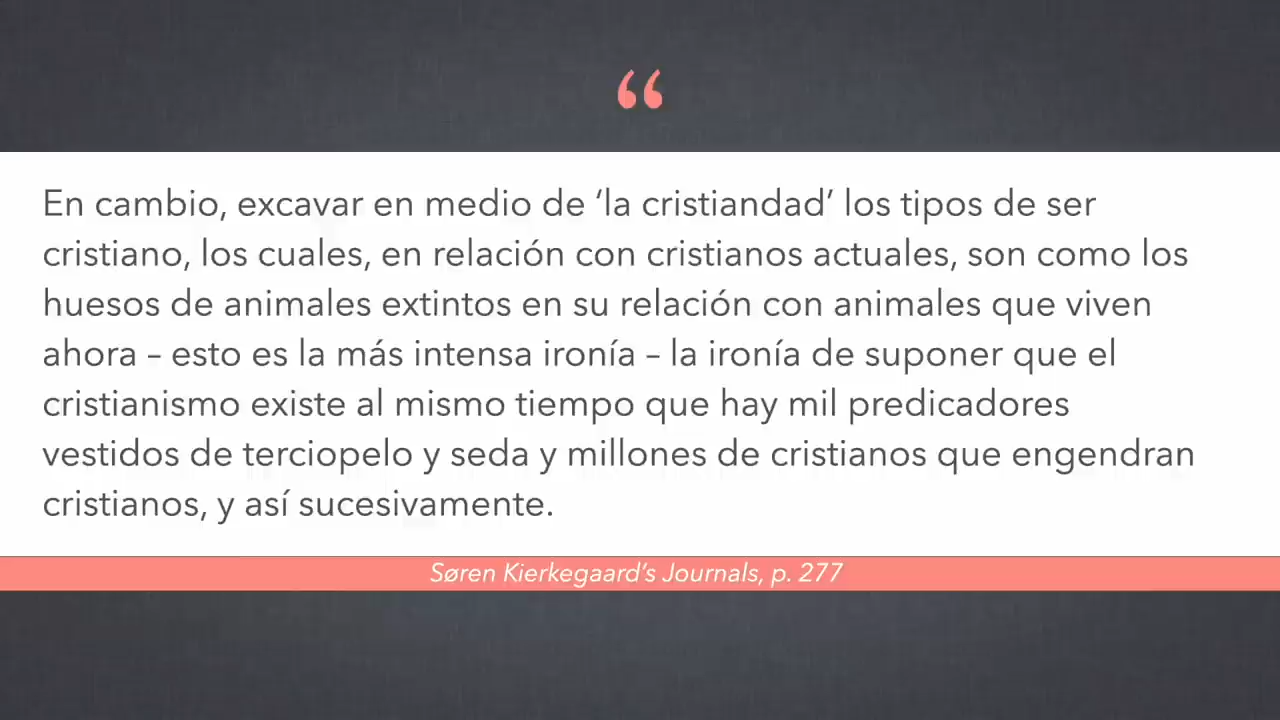 “
En cambio, excavar en medio de ‘la cristiandad’ los tipos de ser
cristiano, los cuales, en relación con cristianos actuales, son como los
huesos de animales extintos en su relación con animales que viven
ahora – esto es la más intensa ironía – la ironía de suponer que el
cristianismo existe al mismo tiempo que hay mil predicadores
vestidos de terciopelo y seda y millones de cristianos que engendran
cristianos, y así sucesivamente.
Søren Kierkegaard’s Journals, p. 277